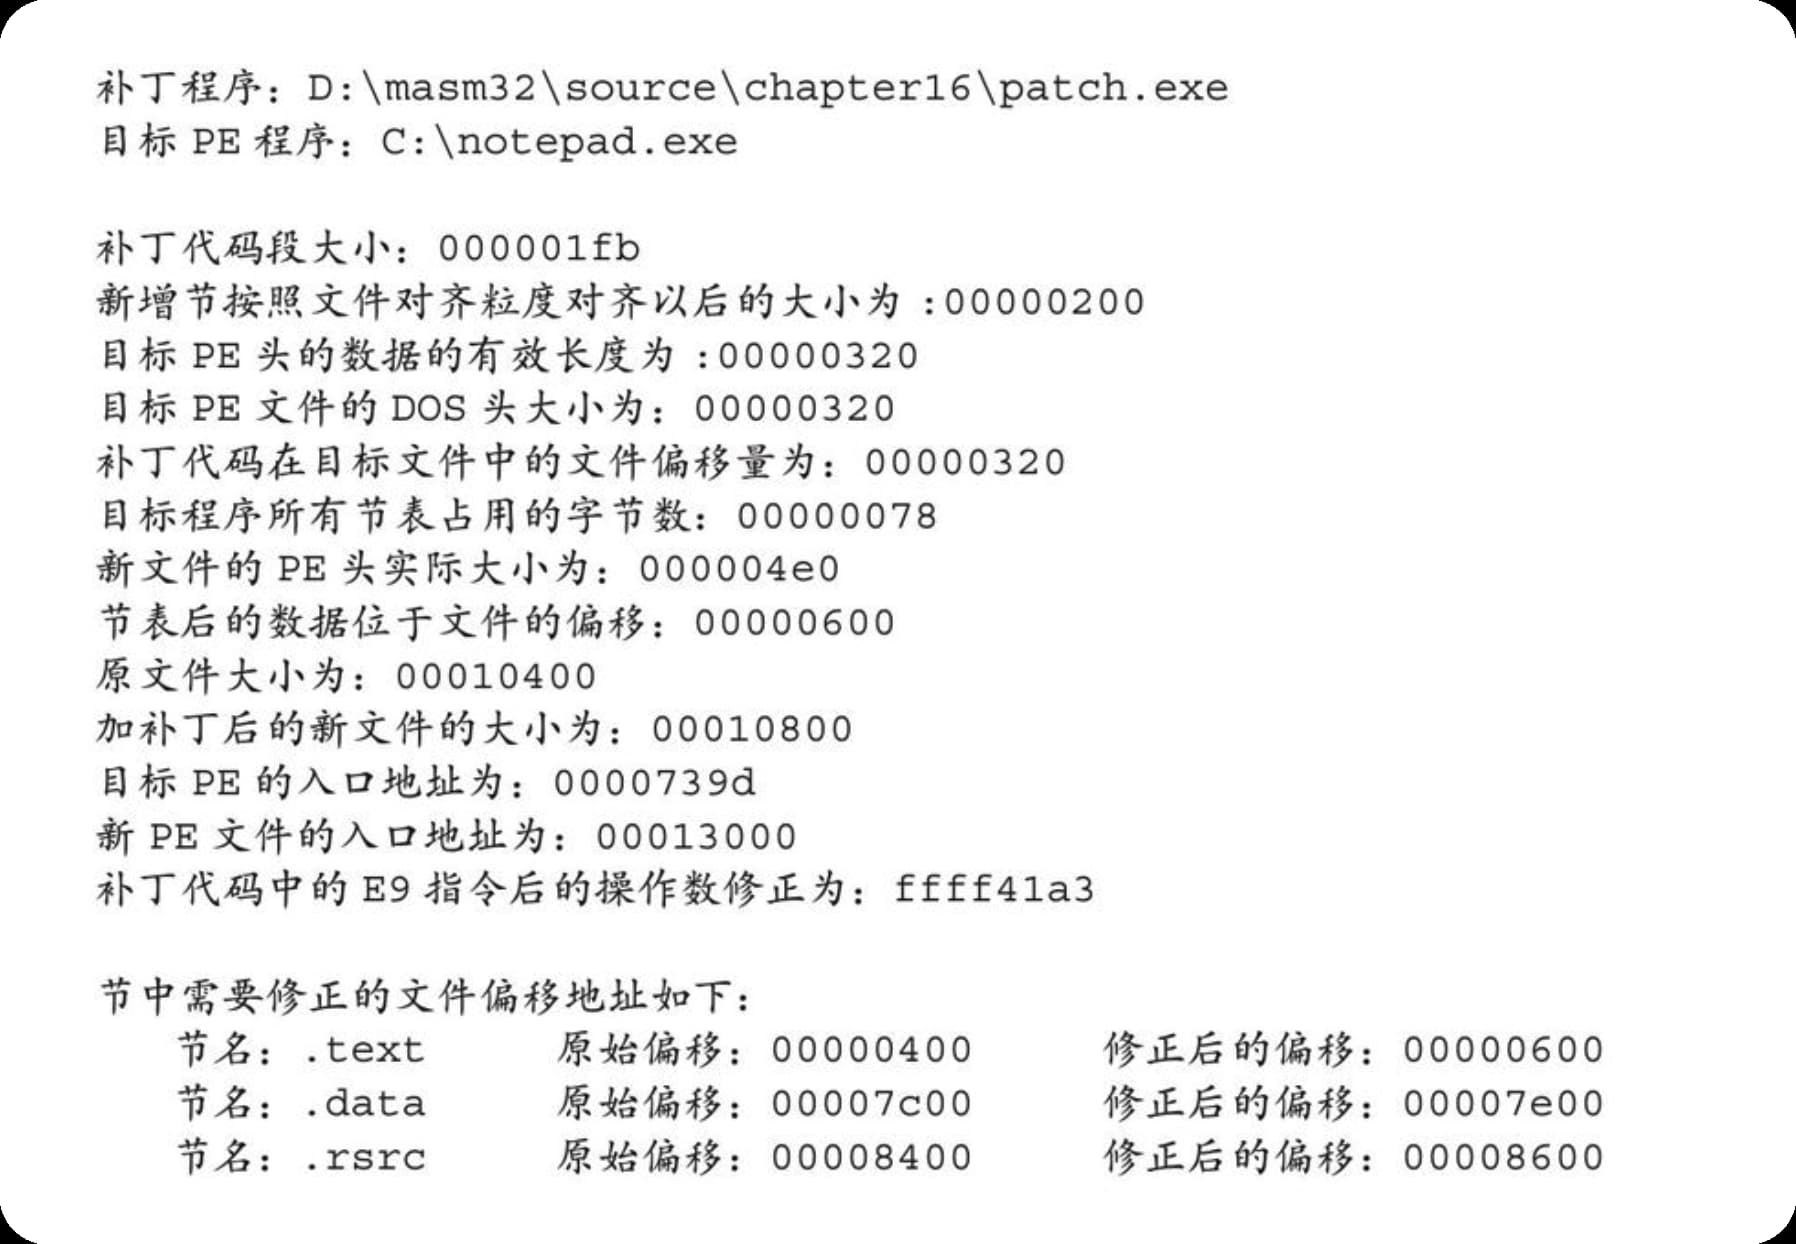 补丁程序：D:\masm32\source\chapter16\patch.exe
目标 PE 程序：C:\notepad.exe
补丁代码段大小：000001fb
新增节按照文件对齐粒度对齐以后的大小为 :00000200
目标 PE 头的数据的有效长度为 :00000320
目标 PE 文件的 DOS 头大小为：00000320
补丁代码在目标文件中的文件偏移量为：00000320
目标程序所有节表占用的字节数：00000078
新文件的 PE 头实际大小为：000004e0
节表后的数据位于文件的偏移：00000600
原文件大小为：00010400
加补丁后的新文件的大小为：00010800
目标 PE 的入口地址为：0000739d
新 PE 文件的入口地址为：00013000
补丁代码中的 E9 指令后的操作数修正为：ffff41a3
节中需要修正的文件偏移地址如下：
节名：.text 原始偏移：00000400 修正后的偏移：00000600
节名：.data 原始偏移：00007c00 修正后的偏移：00007e00
节名：.rsrc 原始偏移：00008400 修正后的偏移：00008600